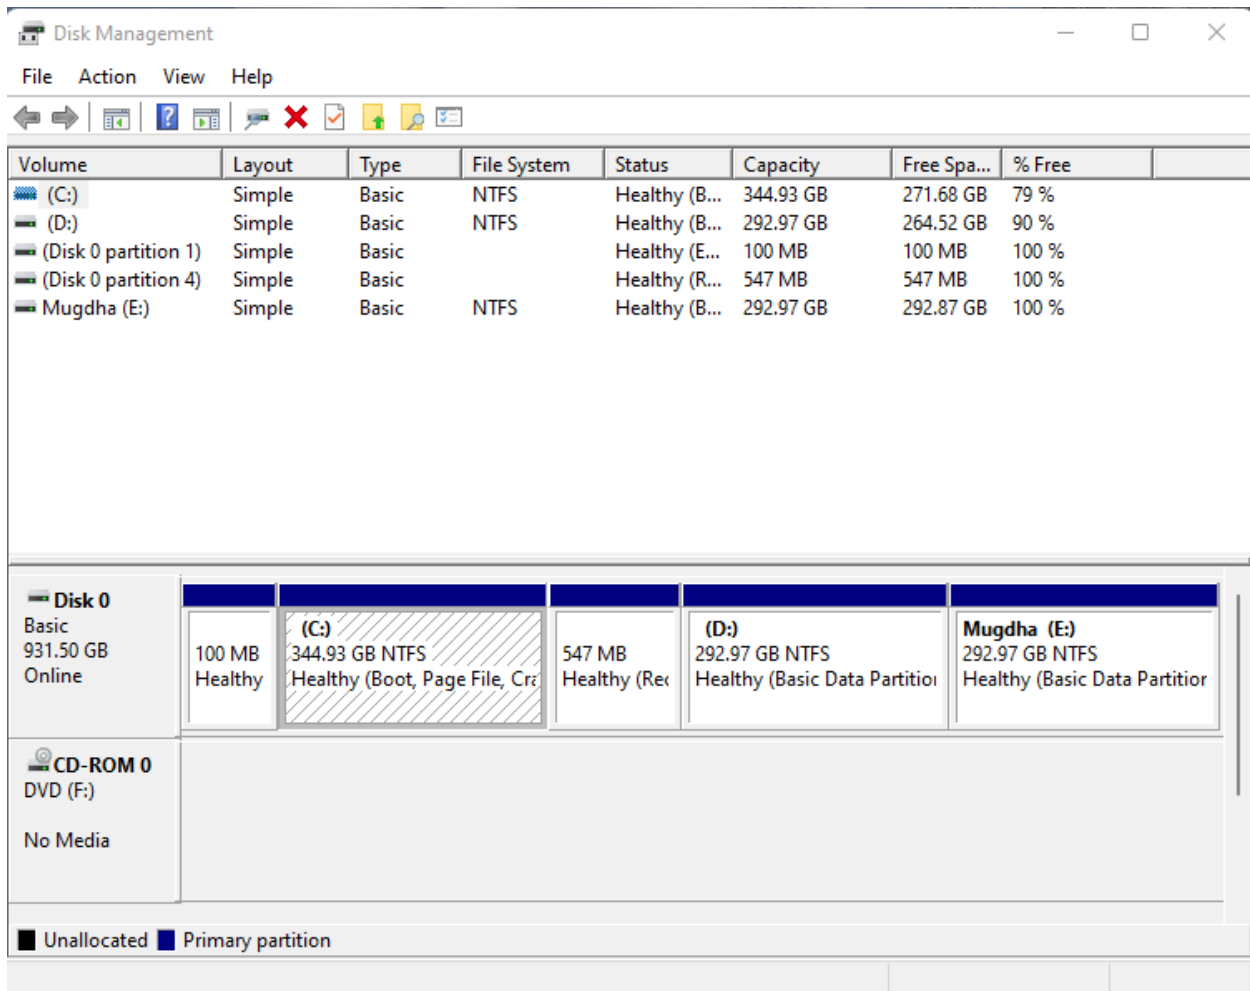 Disk Management
File Action View Help
Volume Layout Type File System Status Capacity Free Spa... % Free
(C:) Simple Basic NTFS Healthy (B... 344.93 GB 271.68 GB 79 %
(D:) Simple Basic NTFS Healthy (B... 292.97 GB 264.52 GB 90 %
(Disk 0 partition 1) Simple Basic Healthy (E... 100 MB 100 MB 100 %
(Disk 0 partition 4) Simple Basic Healthy (R... 547 MB 547 MB 100 %
Mugdha (E:) Simple Basic NTFS Healthy (B... 292.97 GB 292.87 GB 100 %
Disk 0
Basic
931.50 GB
Online
100 MB
Healthy
(C:)
344.93 GB NTFS
Healthy (Boot, Page File, Cra
547 MB
Healthy (Rec
(D:)
292.97 GB NTFS
Healthy (Basic Data Partition
Mugdha (E:)
292.97 GB NTFS
Healthy (Basic Data Partition
CD-ROM 0
DVD (F:)
No Media
Unallocated Primary partition